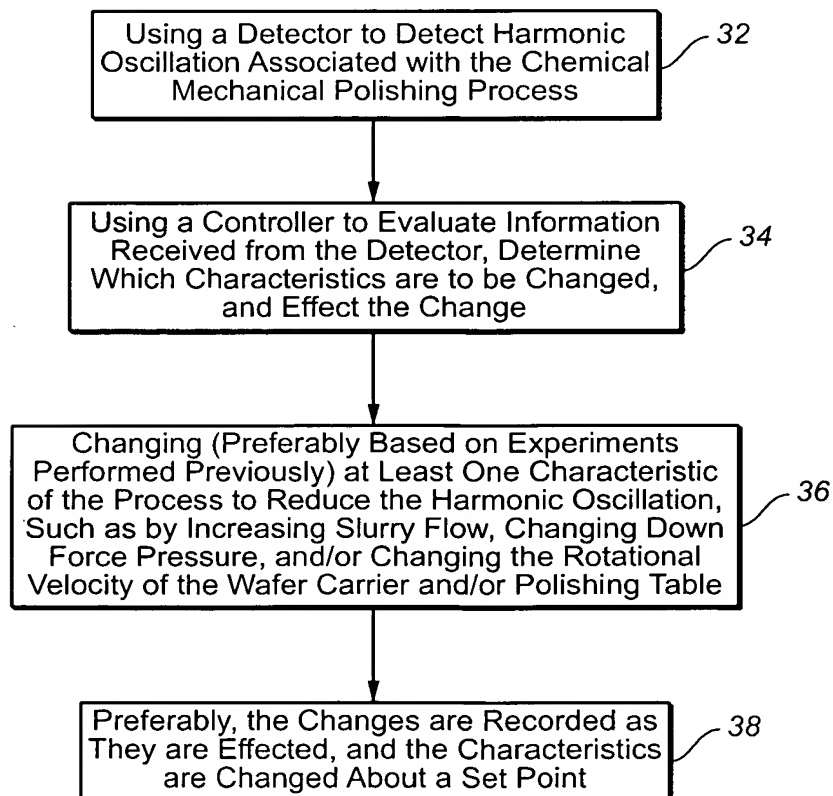 Using a Detector to Detect Harmonic
Oscillation Associated with the Chemical
Mechanical Polishing Process
32
Using a Controller to Evaluate Information
Received from the Detector, Determine
Which Characteristics are to be Changed,
and Effect the Change
34
Changing (Preferably Based on Experiments
Performed Previously) at Least One Characteristic
of the Process to Reduce the Harmonic Oscillation,
Such as by Increasing Slurry Flow, Changing Down
Force Pressure, and/or Changing the Rotational
Velocity of the Wafer Carrier and/or Polishing Table
36
Preferably, the Changes are Recorded as
They are Effected, and the Characteristics
are Changed About a Set Point
38